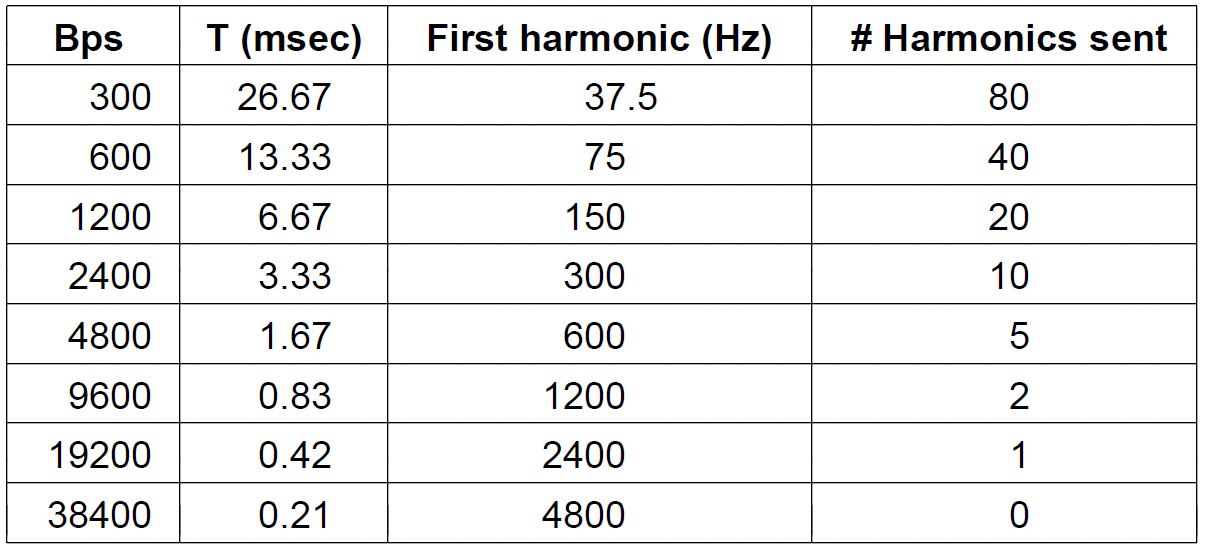 Bps T (msec) First harmonic (Hz) # Harmonics sent
300 26.67 37.5 80
600 13.33 75 40
1200 6.67 150 20
2400 3.33 300 10
4800 1.67 600 5
9600 0.83 1200 2
19200 0.42 2400 1
38400 0.21 4800 0